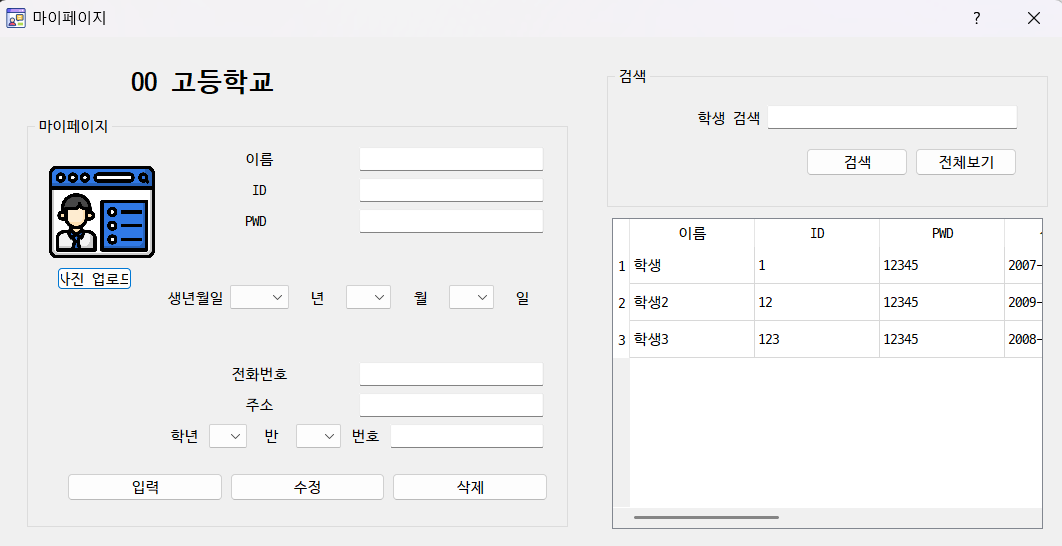 마이페이지
?
OO 고등학교
마이페이지
이름
ID
PWD
사진 업로드
생년월일 년 월 일
전화번호
주소
학년 반 번호
입력 수정 삭제
검색
학생 검색
검색 전체보기
이름 ID PWD
1 학생 1 12345 2007-
2 학생2 12 12345 2009-
3 학생3 123 12345 2008-